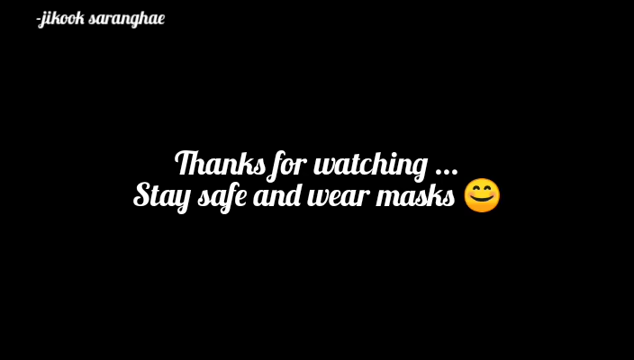 -jikook saranghae
Thanks for watching ...
Stay safe and wear masks 😊